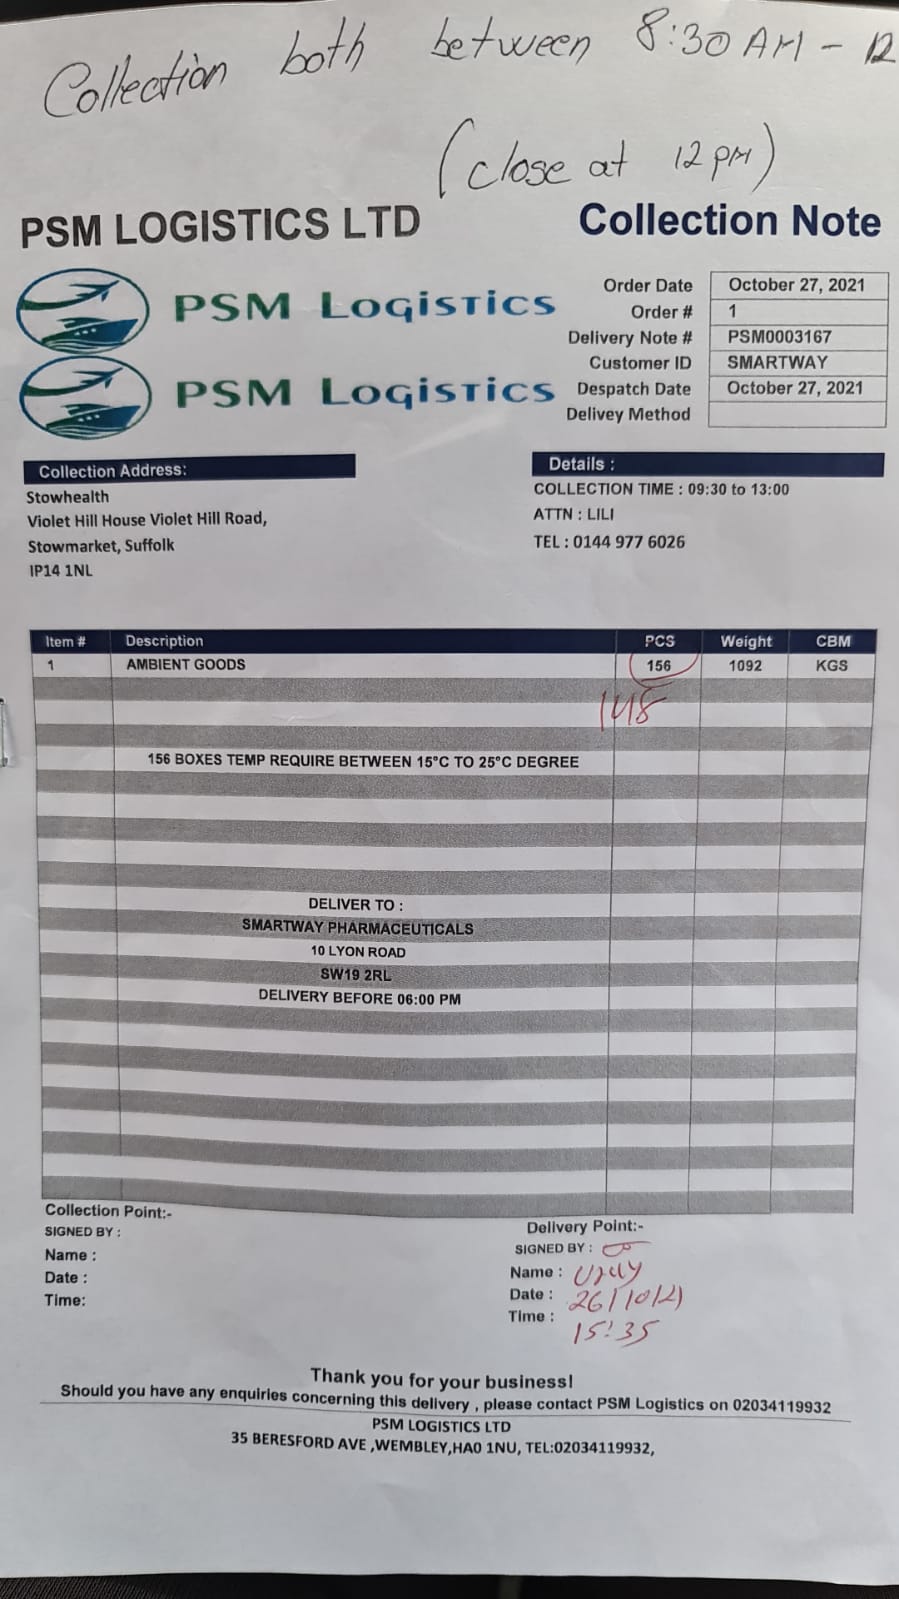 Collection both between 8:30 AM - 12
(close at 12 pm)
PSM LOGISTICS LTD
Collection Note
PSM Logistics
PSM Logistics
Order Date October 27, 2021
Order # 1
Delivery Note # PSM0003167
Customer ID SMARTWAY
Despatch Date October 27, 2021
Delivey Method
Collection Address:
Stowhealth
Violet Hill House Violet Hill Road,
Stowmarket, Suffolk
IP14 1NL
Details :
COLLECTION TIME : 09:30 to 13:00
ATTN : LILI
TEL : 0144 977 6026
Item # Description PCS Weight CBM
1 AMBIENT GOODS 156 1092 KGS
148
156 BOXES TEMP REQUIRE BETWEEN 15°C TO 25°C DEGREE
DELIVER TO :
SMARTWAY PHARMACEUTICALS
10 LYON ROAD
SW19 2RL
DELIVERY BEFORE 06:00 PM
Collection Point:-
SIGNED BY :
Name :
Date :
Time:
Delivery Point:-
SIGNED BY :
Name :
Date : 26/10/21
Time : 15:35
Thank you for your business!
Should you have any enquiries concerning this delivery , please contact PSM Logistics on 02034119932
PSM LOGISTICS LTD
35 BERESFORD AVE ,WEMBLEY,HA0 1NU, TEL:02034119932,